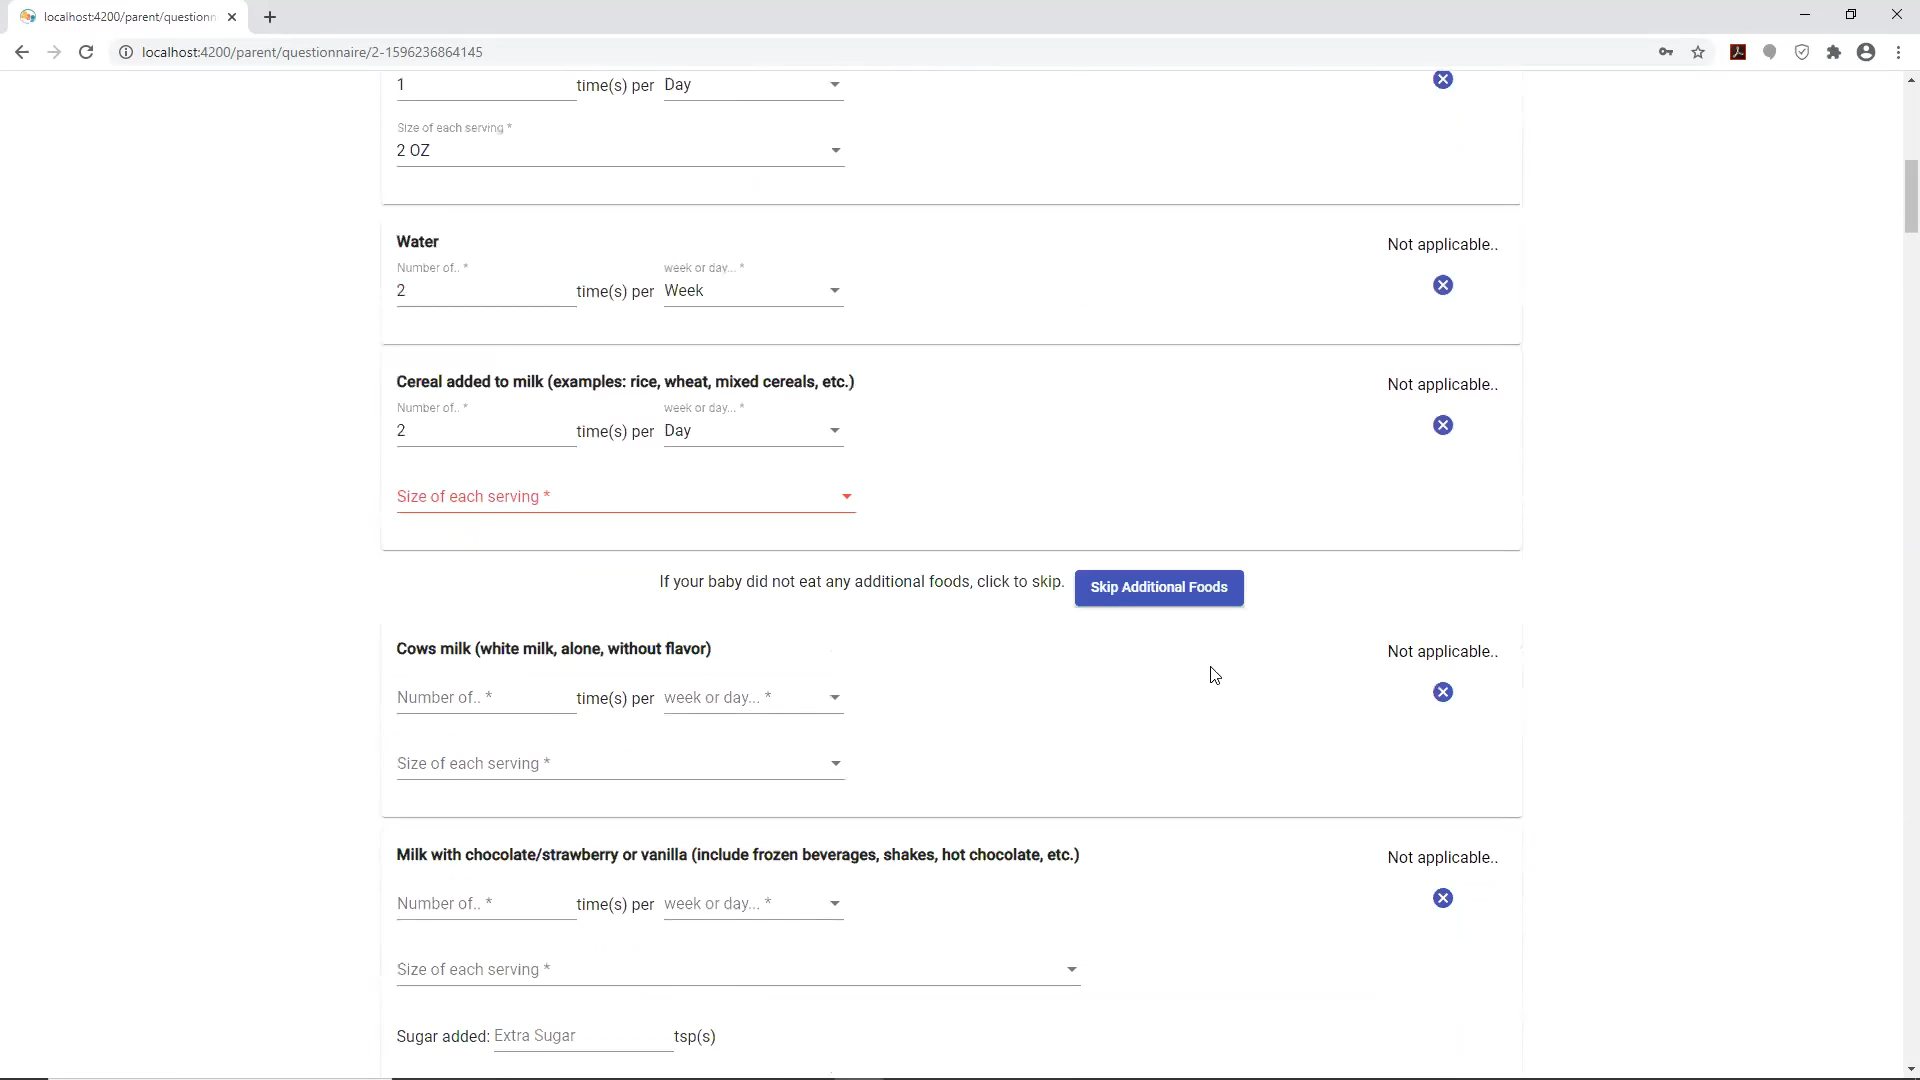 localhost:4200/parent/questionn
localhost:4200/parent/questionnaire/2-1596236864145
1 time(s) per Day
Size of each serving *
2 OZ
Water
Not applicable..
Number of.. * week or day... *
2 time(s) per Week
Cereal added to milk (examples: rice, wheat, mixed cereals, etc.)
Not applicable..
Number of.. * week or day... *
2 time(s) per Day
Size of each serving *
If your baby did not eat any additional foods, click to skip. Skip Additional Foods
Cows milk (white milk, alone, without flavor)
Not applicable..
Number of.. * time(s) per week or day... *
Size of each serving *
Milk with chocolate/strawberry or vanilla (include frozen beverages, shakes, hot chocolate, etc.)
Not applicable..
Number of.. * time(s) per week or day... *
Size of each serving *
Sugar added: Extra Sugar tsp(s)